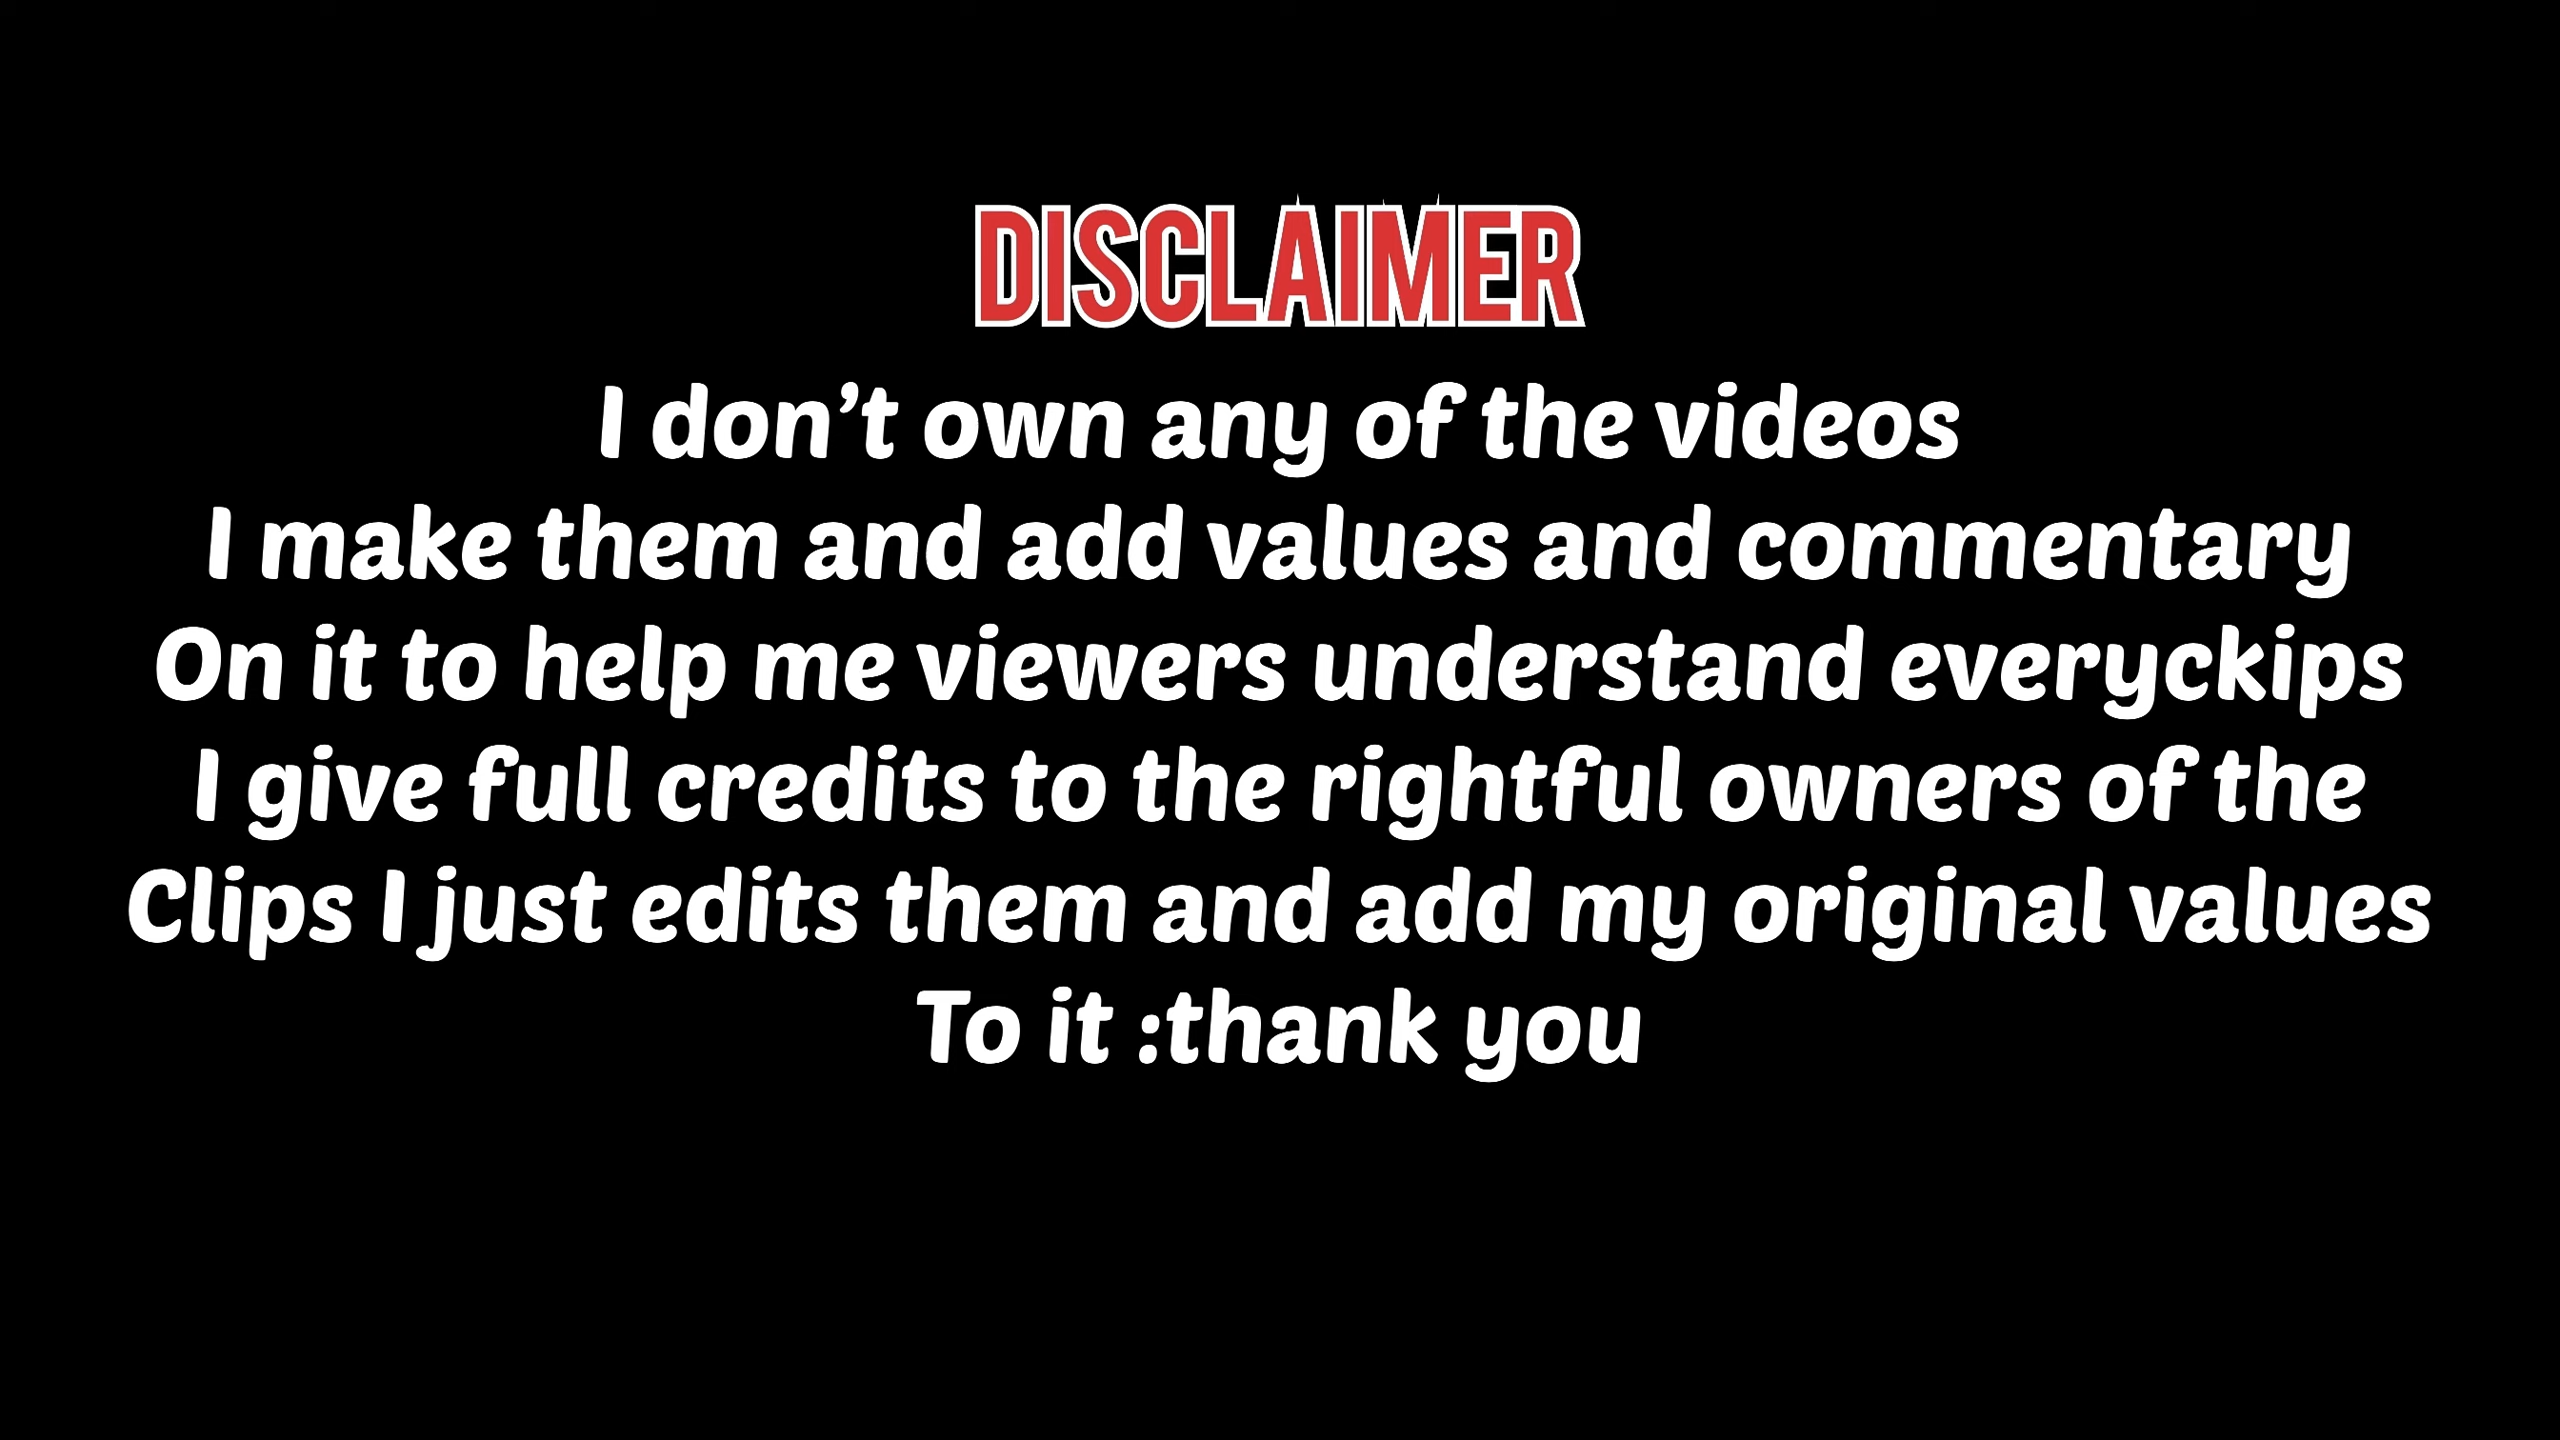 DISCLAIMER
I don’t own any of the videos
I make them and add values and commentary
On it to help me viewers understand everyckips
I give full credits to the rightful owners of the
Clips I just edits them and add my original values
To it :thank you